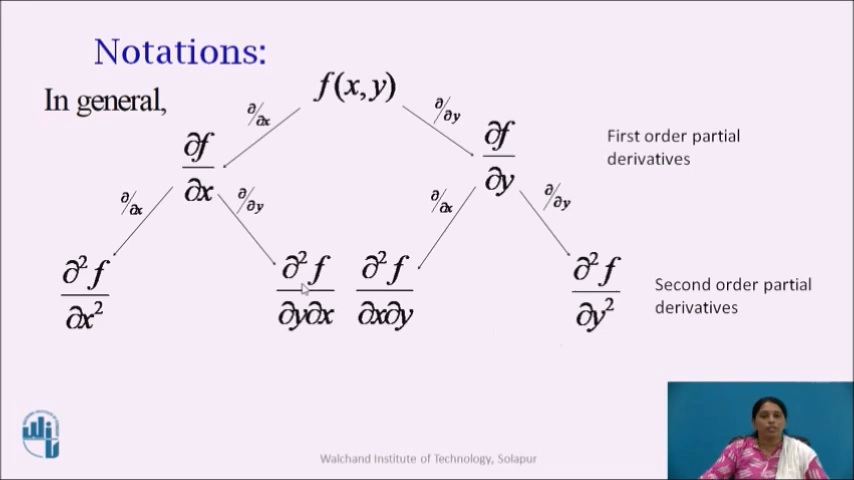 Notations:
In general,
f(x, y)
∂/∂x
∂/∂y
∂f/∂x
∂f/∂y
First order partial
derivatives
∂/∂x
∂/∂y
∂/∂x
∂/∂y
∂²f/∂x²
∂²f/∂y∂x
∂²f/∂x∂y
∂²f/∂y²
Second order partial
derivatives
Walchand Institute of Technology, Solapur